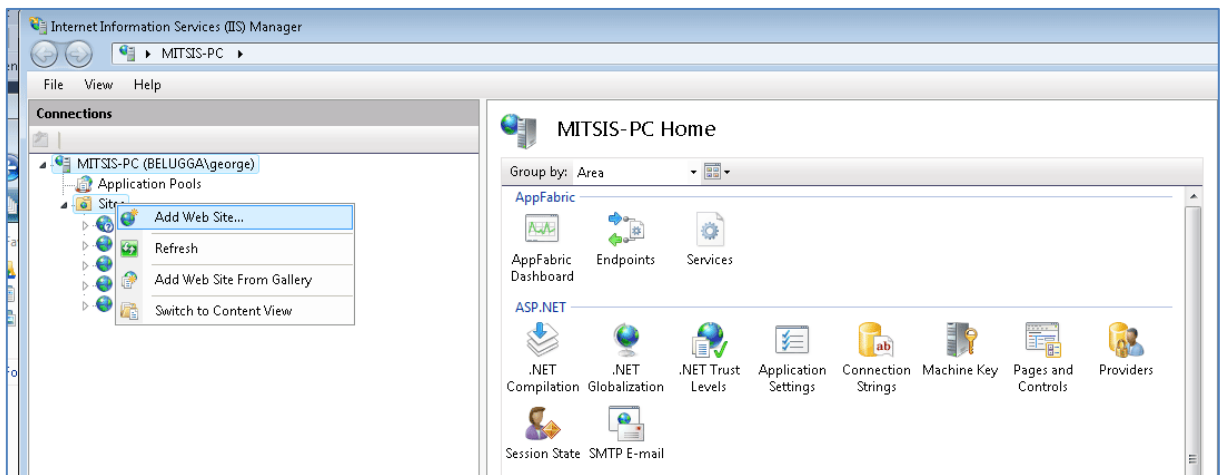 Internet Information Services (IIS) Manager
MITSIS-PC
File View Help
Connections
MITSIS-PC (BELUGGA\george)
Application Pools
Add Web Site...
Refresh
Add Web Site From Gallery
Switch to Content View
MITSIS-PC Home
Group by: Area
AppFabric
AppFabric Dashboard
Endpoints
Services
ASP.NET
.NET Compilation
.NET Globalization
.NET Trust Levels
Application Settings
Connection Strings
Machine Key
Pages and Controls
Providers
Session State
SMTP E-mail